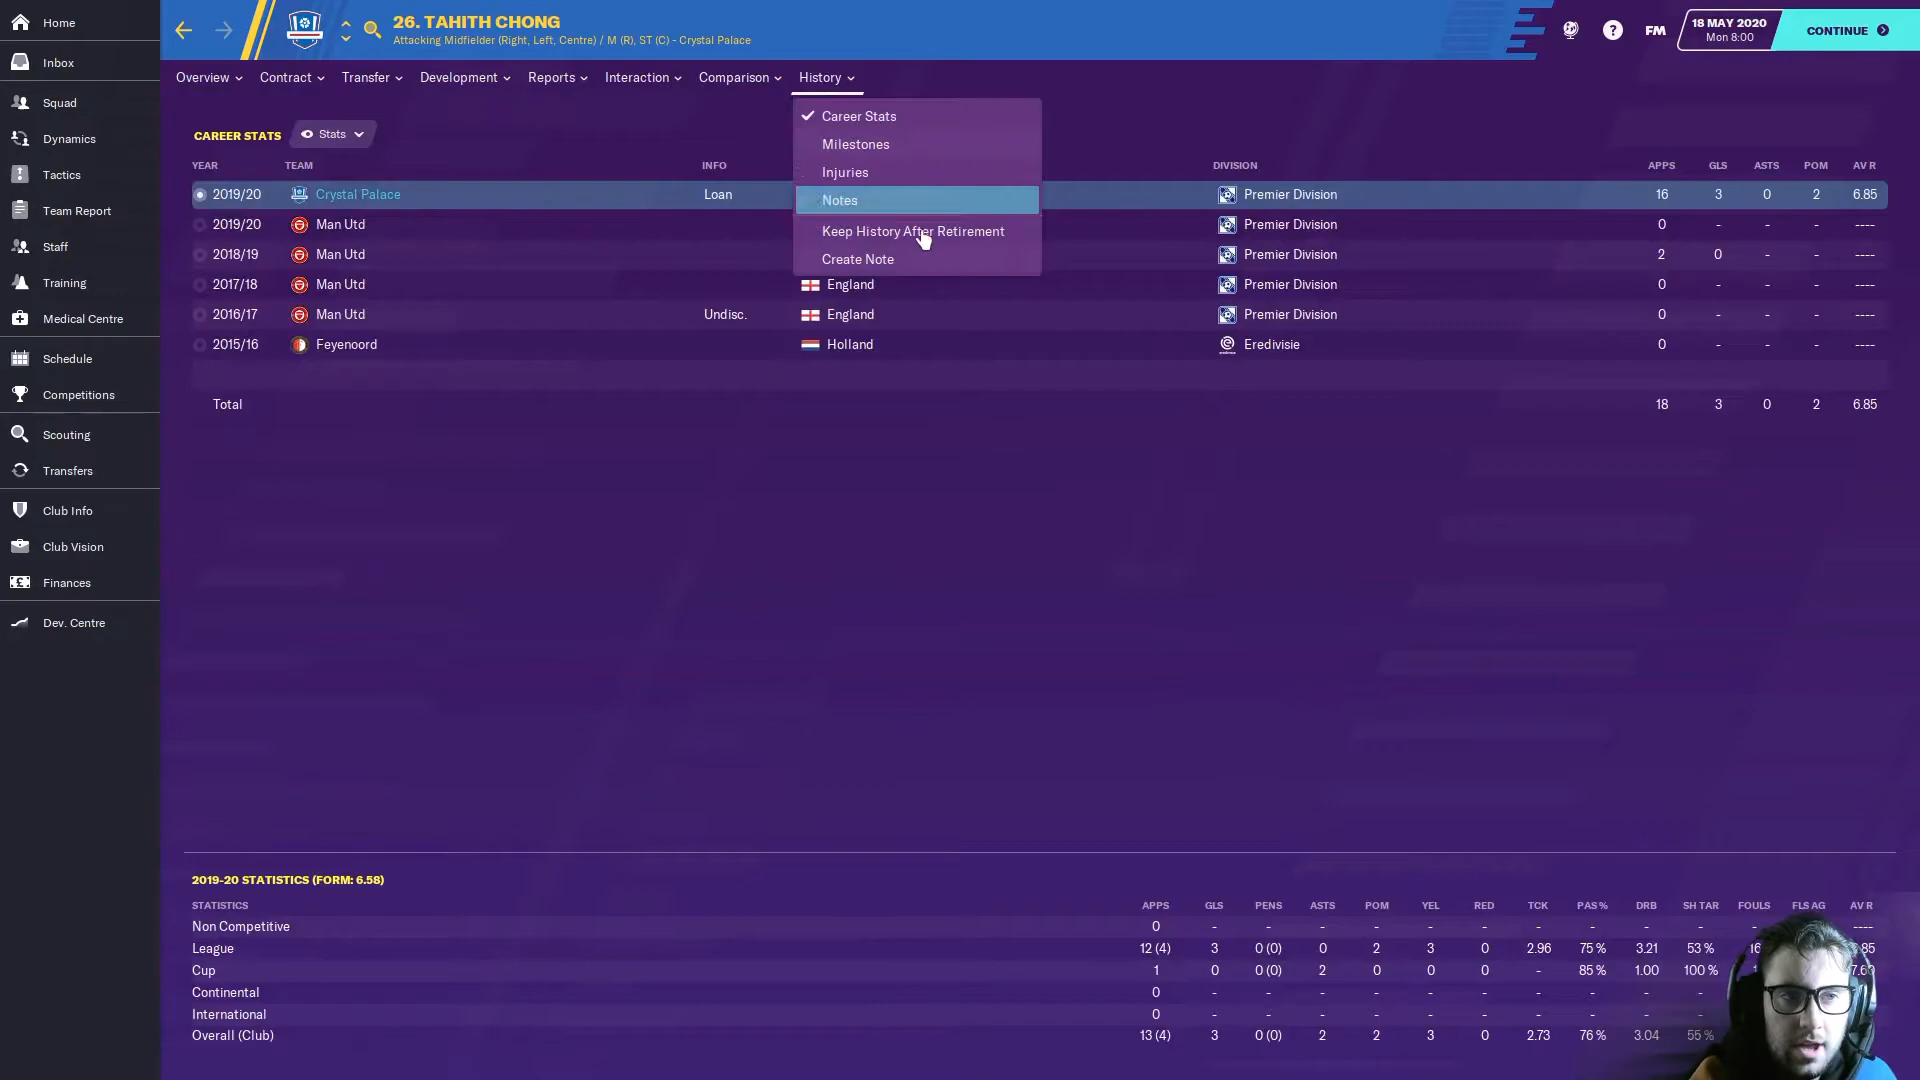 Home
Inbox
Squad
Dynamics
Tactics
Team Report
Staff
Training
Medical Centre
Schedule
Competitions
Scouting
Transfers
Club Info
Club Vision
Finances
Dev. Centre
26. TAHITH CHONG
Attacking Midfielder (Right, Left, Centre) / M (R), ST (C) - Crystal Palace
? FM 18 MAY 2020 CONTINUE
Mon 8:00
Overview Contract Transfer Development Reports Interaction Comparison History
Career Stats
Milestones
Injuries
Notes
Keep History After Retirement
Create Note
CAREER STATS Stats
YEAR TEAM INFO DIVISION APPS GLS ASTS POM AV R
2019/20 Crystal Palace Loan Premier Division 16 3 0 2 6.85
2019/20 Man Utd Premier Division 0 - - - ----
2018/19 Man Utd Premier Division 2 0 - - ----
2017/18 Man Utd England Premier Division 0 - - - ----
2016/17 Man Utd Undisc. England Premier Division 0 - - - ----
2015/16 Feyenoord Holland Eredivisie 0 - - - ----
Total 18 3 0 2 6.85
2019-20 STATISTICS (FORM: 6.58)
STATISTICS APPS GLS PENS ASTS POM YEL RED TCK PAS % DRB SH TAR FOULS FLS AG AV R
Non Competitive 0 - - - - - - - - - - - - ----
League 12 (4) 3 0 (0) 0 2 3 0 2.96 75 % 3.21 53 %
Cup 1 0 0 (0) 2 0 0 0 - 85 % 1.00 100 %
Continental 0 - - - - - - - - - -
International 0 - - - - - - - - - -
Overall (Club) 13 (4) 3 0 (0) 2 2 3 0 2.73 76 % 3.04 55 %